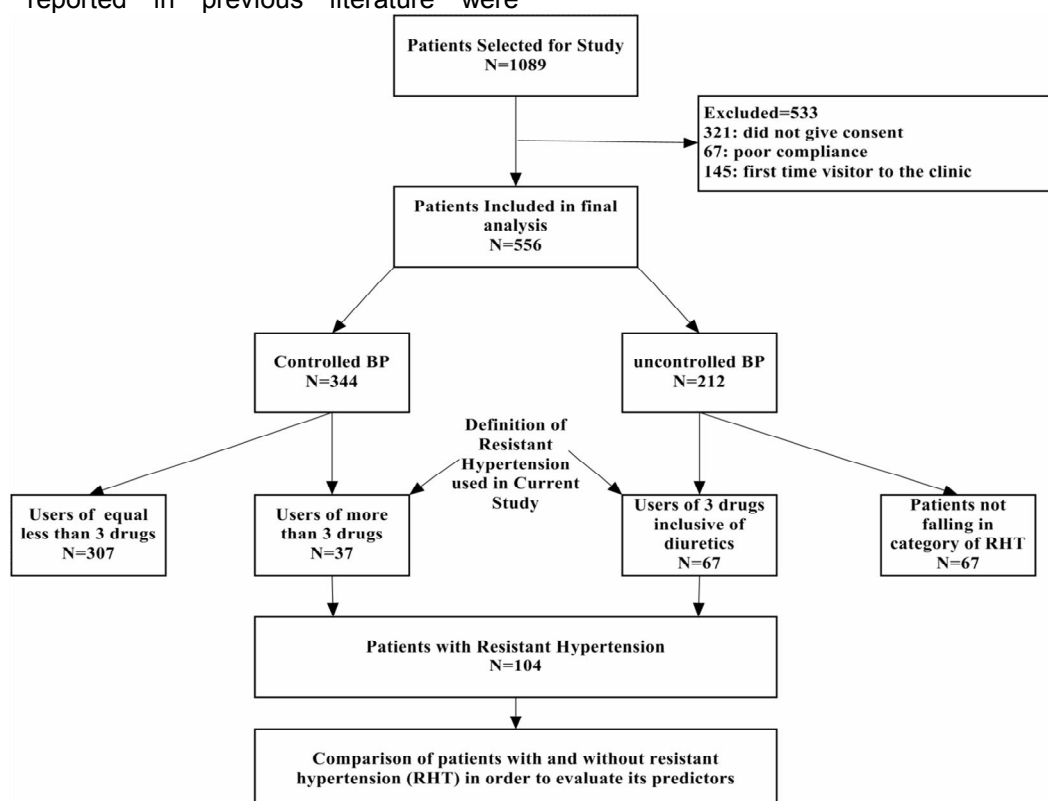 reported in previous literature were
Patients Selected for Study
N=1089
Excluded=533
321: did not give consent
67: poor compliance
145: first time visitor to the clinic
Patients Included in final
analysis
N=556
Controlled BP
N=344
uncontrolled BP
N=212
Definition of
Resistant
Hypertension
used in Current
Study
Users of equal
less than 3 drugs
N=307
Users of more
than 3 drugs
N=37
Users of 3 drugs
inclusive of
diuretics
N=67
Patients not
falling in
category of RHT
N=67
Patients with Resistant Hypertension
N=104
Comparison of patients with and without resistant
hypertension (RHT) in order to evaluate its predictors